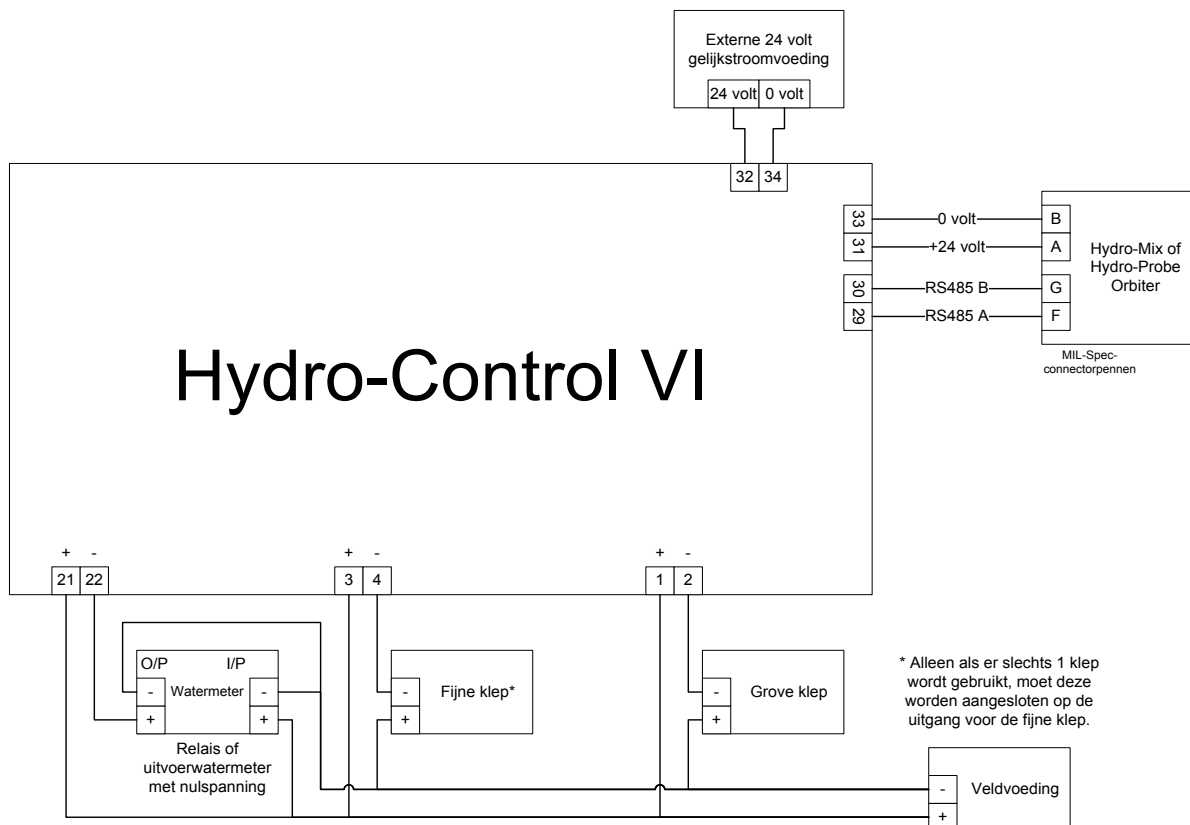 Externe 24 volt
gelijkstroomvoeding
24 volt 0 volt
32 34
33 0 volt B
31 +24 volt A
30 RS485 B G
29 RS485 A F
Hydro-Mix of
Hydro-Probe
Orbiter
MIL-Spec-
connectorpennen
Hydro-Control VI
+ - + - + -
21 22 3 4 1 2
O/P I/P
- Watermeter -
+ +
Relais of
uitvoerwatermeter
met nulspanning
- Fijne klep*
+
- Grove klep
+
* Alleen als er slechts 1 klep
wordt gebruikt, moet deze
worden aangesloten op de
uitgang voor de fijne klep.
- Veldvoeding
+